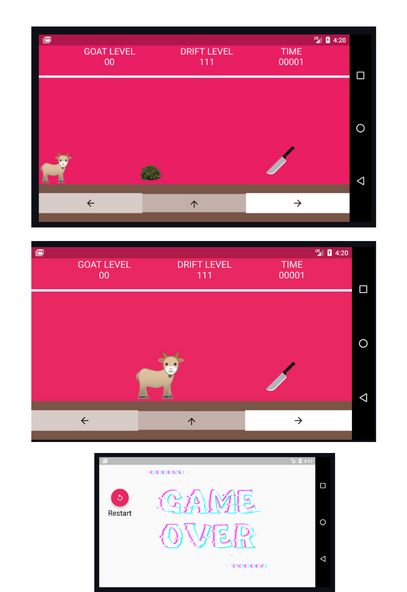 4:20
GOAT LEVEL DRIFT LEVEL TIME
00 111 00001
4:20
GOAT LEVEL DRIFT LEVEL TIME
00 111 00001
GAME
Restart
OVER